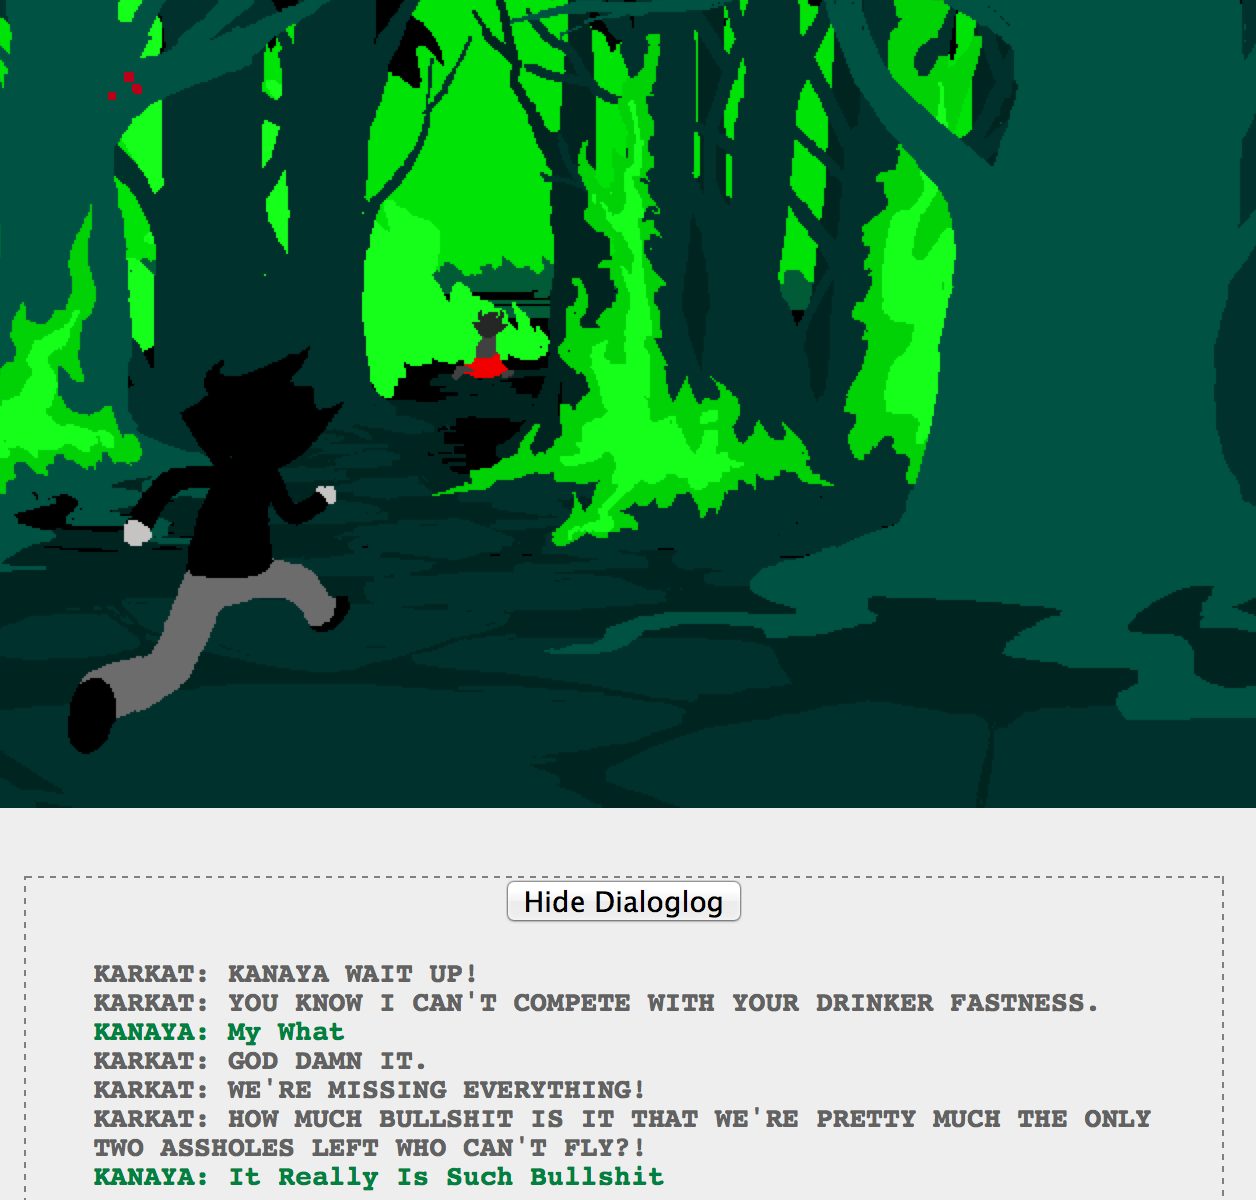 Hide Dialoglog
KARKAT: KANAYA WAIT UP!
KARKAT: YOU KNOW I CAN'T COMPETE WITH YOUR DRINKER FASTNESS.
KANAYA: My What
KARKAT: GOD DAMN IT.
KARKAT: WE'RE MISSING EVERYTHING!
KARKAT: HOW MUCH BULLSHIT IS IT THAT WE'RE PRETTY MUCH THE ONLY
TWO ASSHOLES LEFT WHO CAN'T FLY?!
KANAYA: It Really Is Such Bullshit